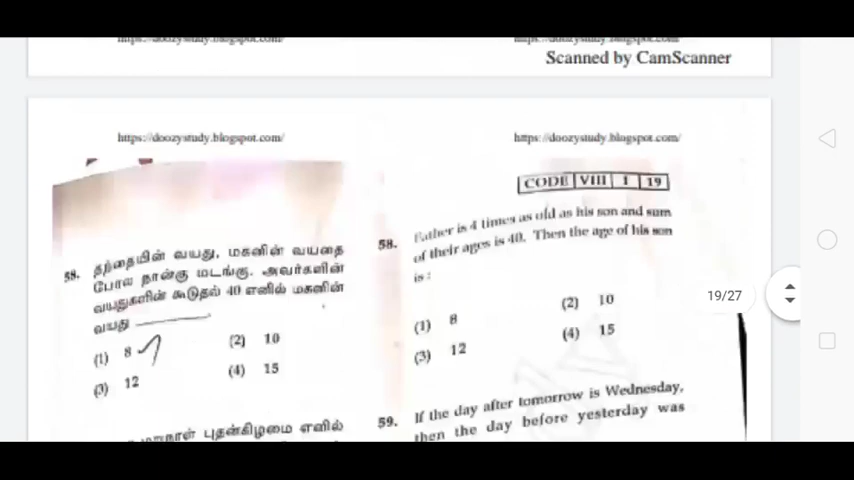 https://doozystudy.blogspot.com/
https://doozystudy.blogspot.com/
Scanned by CamScanner
https://doozystudy.blogspot.com/
https://doozystudy.blogspot.com/
CODE VIII 1 19
58. தந்தையின் வயது, மகனின் வயதை
போல நான்கு மடங்கு. அவர்களின்
வயதுகளின் கூடுதல் 40 எனில் மகனின்
வயது
(1) 8
(2) 10
(3) 12
(4) 15
புதன்கிழமை எனில்
58. Father is 4 times as old as his son and sum
of their ages is 40. Then the age of his son
is :
(1) 8
(2) 10
(3) 12
(4) 15
59. If the day after tomorrow is Wednesday,
then the day before yesterday was
19/27